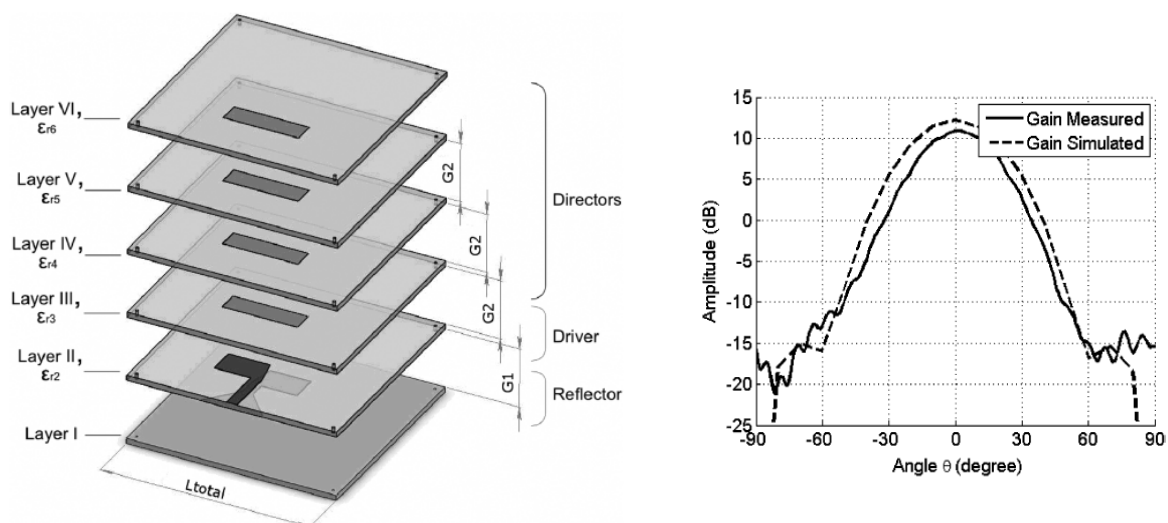 Layer VI,
εr6
Layer V,
εr5
Layer IV,
εr4
Layer III,
εr3
Layer II,
εr2
Layer I
Ltotal
G2
G2
G2
G1
Directors
Driver
Reflector
Gain Measured
Gain Simulated
15
10
5
0
-5
-10
-15
-20
-25
-90
-60
-30
0
30
60
90
Amplitude (dB)
Angle θ (degree)